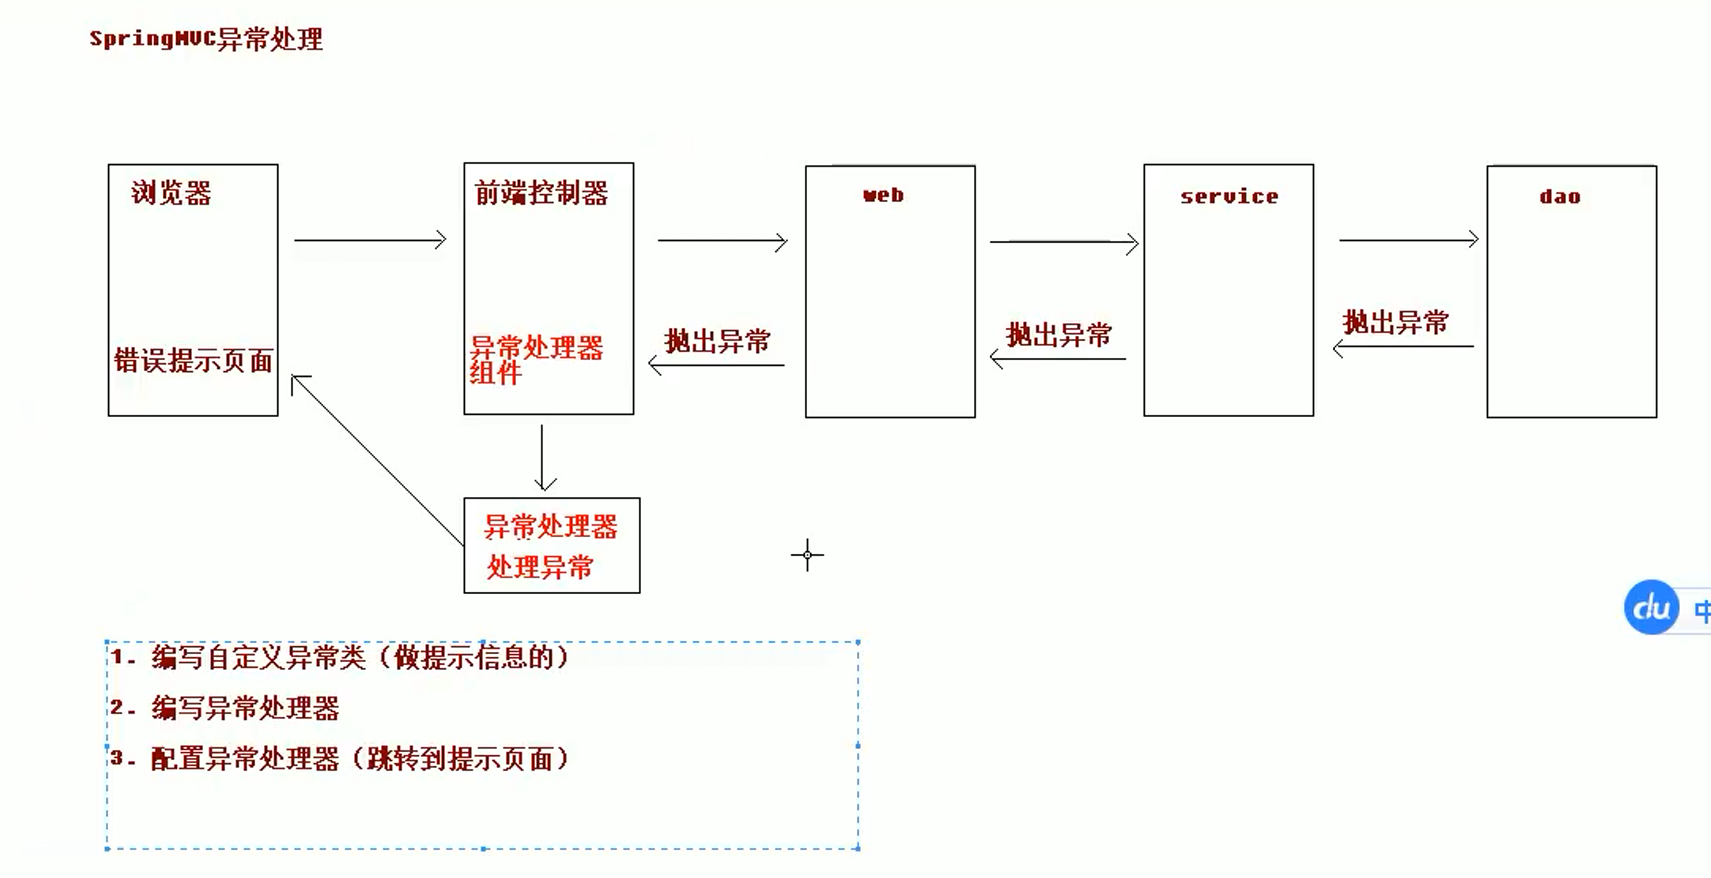 SpringMVC异常处理
浏览器
前端控制器
web
service
dao
错误提示页面
异常处理器
组件
抛出异常
抛出异常
抛出异常
异常处理器
处理异常
du 中
1. 编写自定义异常类（做提示信息的）
2. 编写异常处理器
3. 配置异常处理器（跳转到提示页面）